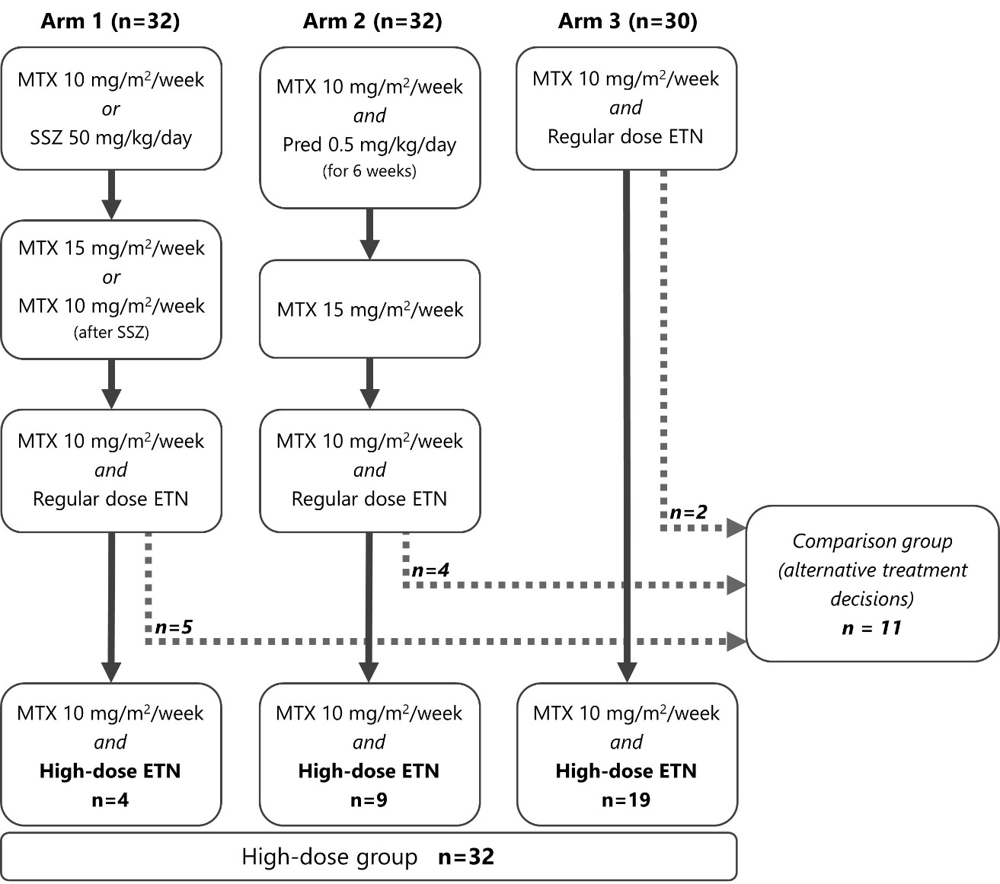 Arm 1 (n=32)
MTX 10 mg/m²/week
or
SSZ 50 mg/kg/day
MTX 15 mg/m²/week
or
MTX 10 mg/m²/week
(after SSZ)
MTX 10 mg/m²/week
and
Regular dose ETN
n=5
MTX 10 mg/m²/week
and
High-dose ETN
n=4
Arm 2 (n=32)
MTX 10 mg/m²/week
and
Pred 0.5 mg/kg/day
(for 6 weeks)
MTX 15 mg/m²/week
MTX 10 mg/m²/week
and
Regular dose ETN
n=4
MTX 10 mg/m²/week
and
High-dose ETN
n=9
Arm 3 (n=30)
MTX 10 mg/m²/week
and
Regular dose ETN
n=2
MTX 10 mg/m²/week
and
High-dose ETN
n=19
Comparison group
(alternative treatment
decisions)
n = 11
High-dose group n=32